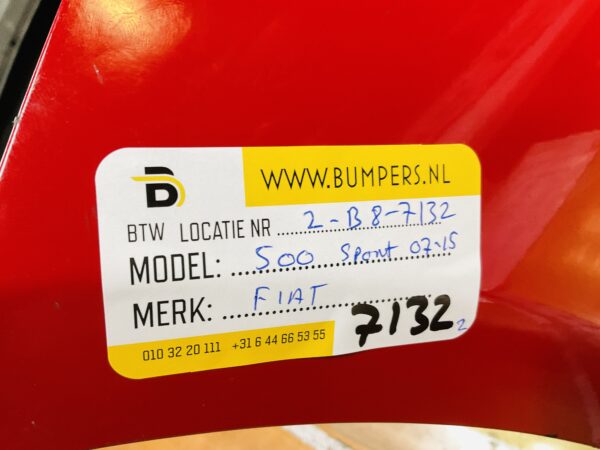 WWW.BUMPERS.NL
BTW LOCATIE NR 2-B8-7132
MODEL: 500 Sport 07-15
MERK: FIAT
7132 2
010 32 20 111 +31 6 44 66 53 55